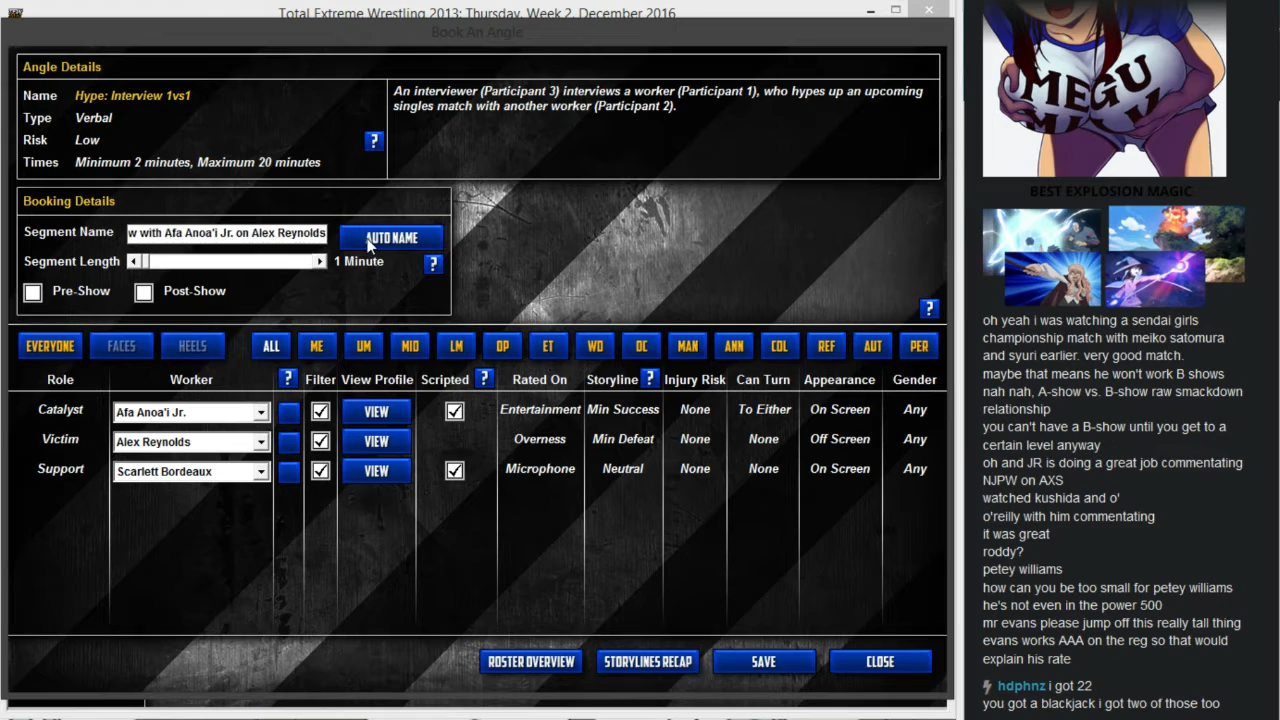 Total Extreme Wrestling 2013: Thursday, Week 2, December 2016
Book An Angle
Angle Details
Name Hype: Interview 1vs1
Type Verbal
Risk Low
Times Minimum 2 minutes, Maximum 20 minutes
?
An interviewer (Participant 3) interviews a worker (Participant 1), who hypes up an upcoming
singles match with another worker (Participant 2).
Booking Details
Segment Name w with Afa Anoa'i Jr. on Alex Reynolds AUTO NAME
Segment Length 1 Minute ?
Pre-Show Post-Show
?
EVERYONE FACES HEELS ALL ME UM MID LM OP ET WO OC MAN ANN COL REF AUT PER
Role Worker ? Filter View Profile Scripted ? Rated On Storyline ? Injury Risk Can Turn Appearance Gender
Catalyst Afa Anoa'i Jr. VIEW Entertainment Min Success None To Either On Screen Any
Victim Alex Reynolds VIEW Overness Min Defeat None None Off Screen Any
Support Scarlett Bordeaux VIEW Microphone Neutral None None On Screen Any
ROSTER OVERVIEW STORYLINES RECAP SAVE CLOSE
MEGU
BEST EXPLOSION MAGIC
oh yeah i was watching a sendai girls
championship match with meiko satomura
and syuri earlier. very good match.
maybe that means he won't work B shows
nah nah, A-show vs. B-show raw smackdown
relationship
you can't have a B-show until you get to a
certain level anyway
oh and JR is doing a great job commentating
NJPW on AXS
watched kushida and o'
o'reilly with him commentating
it was great
roddy?
petey williams
how can you be too small for petey williams
he's not even in the power 500
mr evans please jump off this really tall thing
evans works AAA on the reg so that would
explain his rate
hdphnz i got 22
you got a blackjack i got two of those too